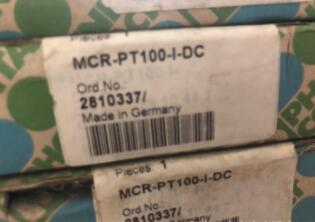 Pieces 1
MCR-PT100-I-DC
Ord.No.
2810337/
Made in Germany
Pieces 1
MCR-PT100-I-DC
Ord.No.
2810337/
Germany